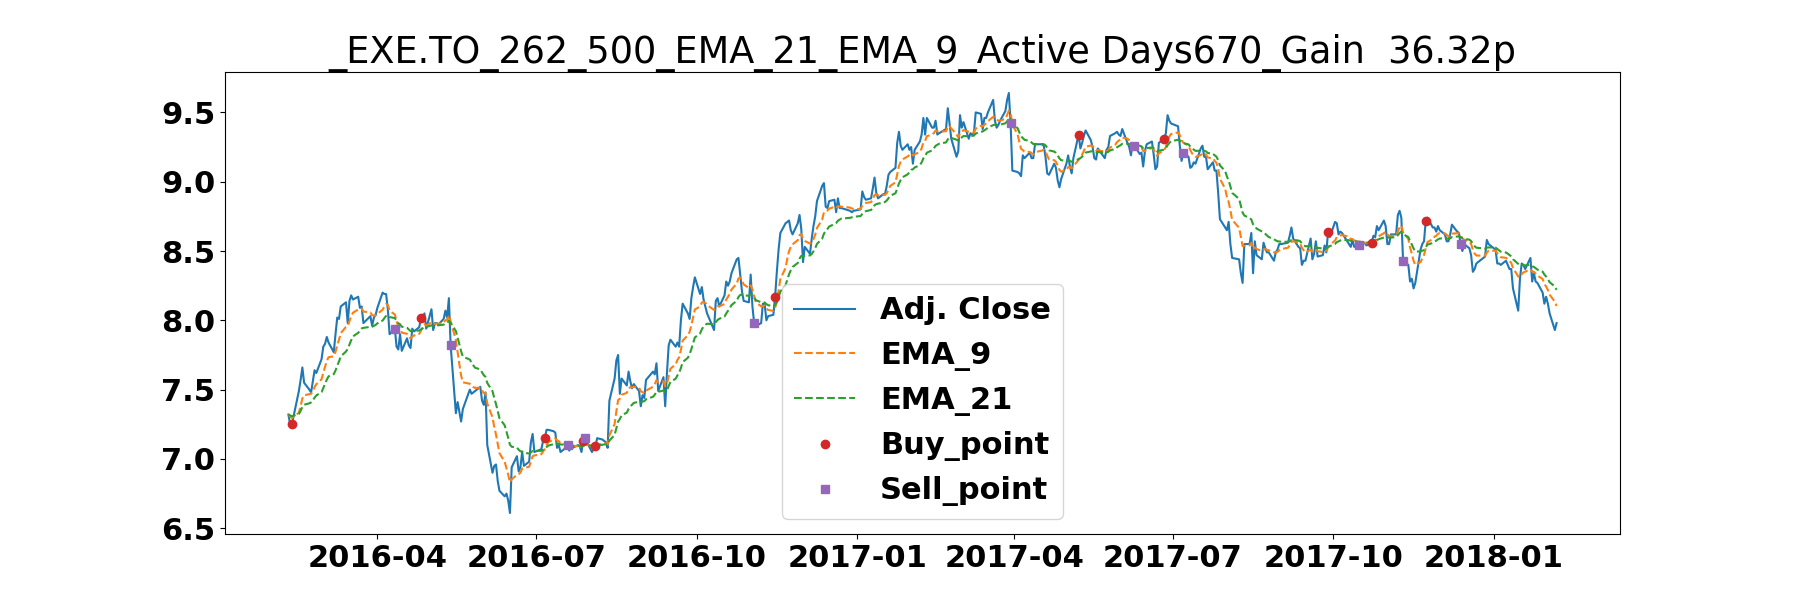 _EXE.TO_262_500_EMA_21_EMA_9_Active Days670_Gain  36.32p
9.5
9.0
8.5
8.0
7.5
7.0
6.5
Adj. Close
EMA_9
EMA_21
Buy_point
Sell_point
2016-04 2016-07 2016-10 2017-01 2017-04 2017-07 2017-10 2018-01